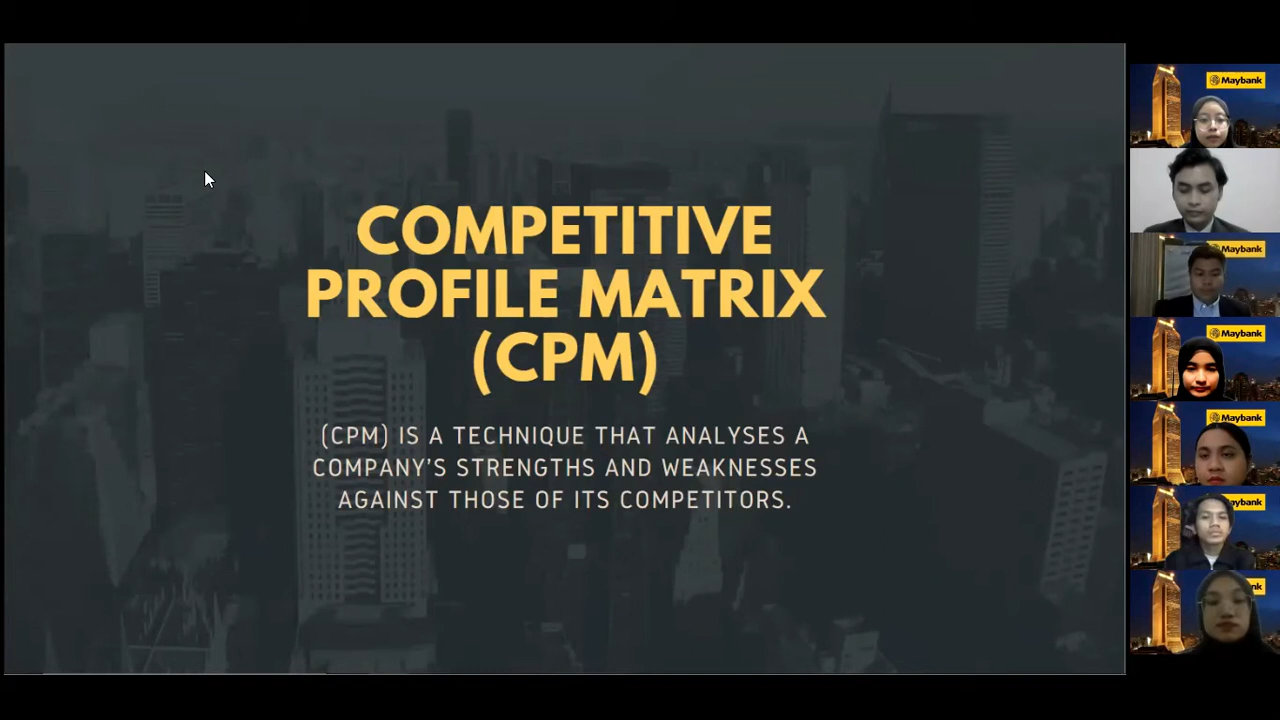 COMPETITIVE
PROFILE MATRIX
(CPM)
(CPM) IS A TECHNIQUE THAT ANALYSES A
COMPANY'S STRENGTHS AND WEAKNESSES
AGAINST THOSE OF ITS COMPETITORS.
Maybank
Maybank
Maybank
Maybank